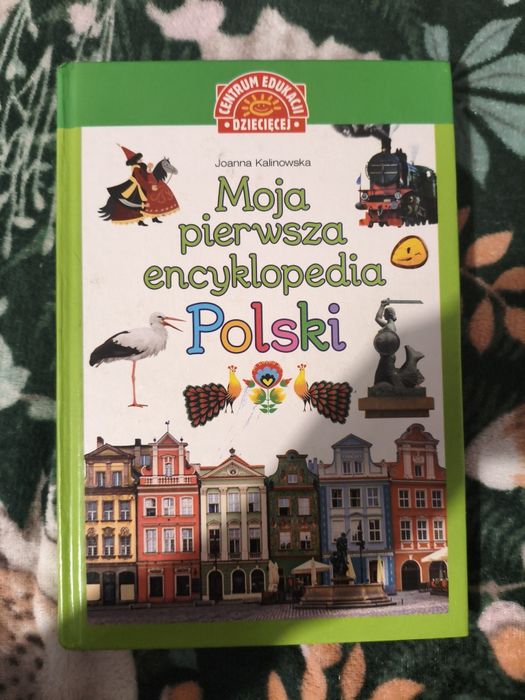 CENTRUM EDUKACJI
DZIECIĘCEJ
Joanna Kalinowska
Moja
pierwsza
encyklopedia
Polski